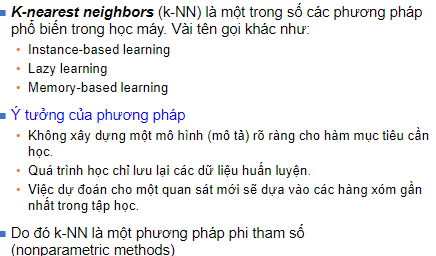 K-nearest neighbors (k-NN) là một trong số các phương pháp
phổ biến trong học máy. Vài tên gọi khác như:
Instance-based learning
Lazy learning
Memory-based learning
Ý tưởng của phương pháp
Không xây dựng một mô hình (mô tả) rõ ràng cho hàm mục tiêu cần
học.
Quá trình học chỉ lưu lại các dữ liệu huấn luyện.
Việc dự đoán cho một quan sát mới sẽ dựa vào các hàng xóm gần
nhất trong tập học.
Do đó k-NN là một phương pháp phi tham số
(nonparametric methods)